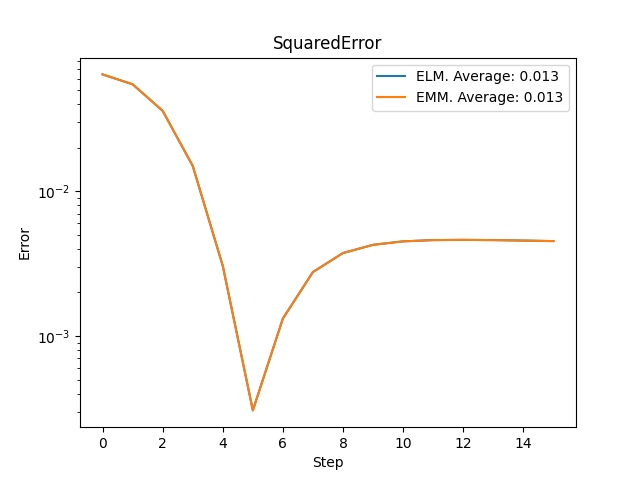 SquaredError
ELM. Average: 0.013
EMM. Average: 0.013
Error
10⁻²
10⁻³
0 2 4 6 8 10 12 14
Step